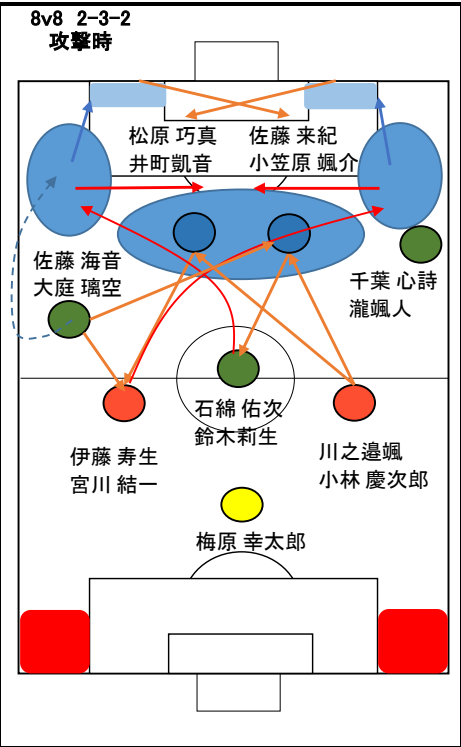 8v8 2-3-2
攻撃時
松原 巧真
井町凱音
佐藤 来紀
小笠原 颯介
佐藤 海音
大庭 璃空
千葉 心詩
瀧颯人
石綿 佑次
鈴木莉生
伊藤 寿生
宮川 結一
川之邉颯
小林 慶次郎
梅原 幸太郎